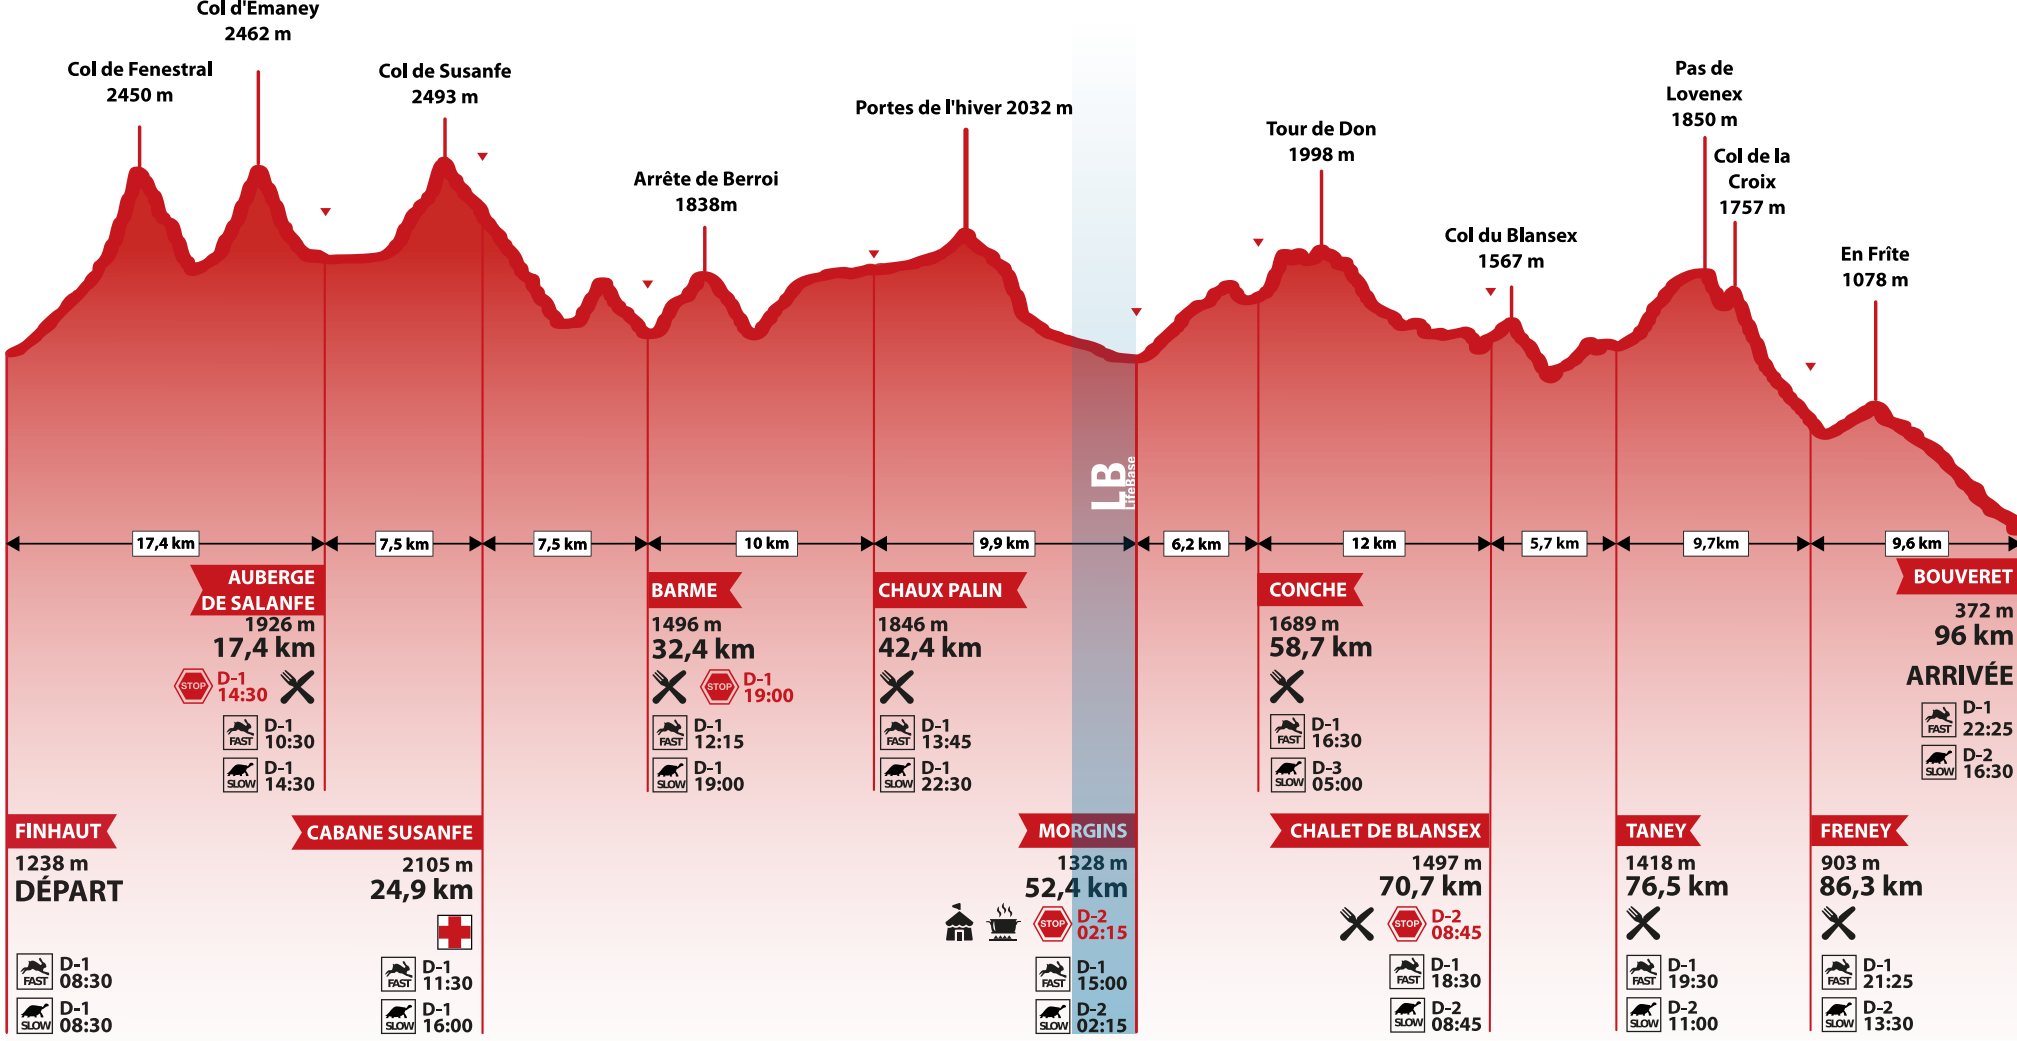 Col d'Emaney
2462 m
Col de Fenestral
2450 m
Col de Susanfe
2493 m
Arrête de Berroi
1838m
Portes de l'hiver 2032 m
Tour de Don
1998 m
Col du Blansex
1567 m
Pas de
Lovenex
1850 m
Col de la
Croix
1757 m
En Frîte
1078 m
LB
LifeBase
17,4 km
7,5 km
7,5 km
10 km
9,9 km
6,2 km
12 km
5,7 km
9,7km
9,6 km
AUBERGE
DE SALANFE
1926 m
17,4 km
STOP
D-1
14:30
FAST
D-1
10:30
SLOW
D-1
14:30
BARME
1496 m
32,4 km
STOP
D-1
19:00
FAST
D-1
12:15
SLOW
D-1
19:00
CHAUX PALIN
1846 m
42,4 km
FAST
D-1
13:45
SLOW
D-1
22:30
CONCHE
1689 m
58,7 km
FAST
D-1
16:30
SLOW
D-3
05:00
BOUVERET
372 m
96 km
ARRIVÉE
FAST
D-1
22:25
SLOW
D-2
16:30
FINHAUT
1238 m
DÉPART
FAST
D-1
08:30
SLOW
D-1
08:30
CABANE SUSANFE
2105 m
24,9 km
FAST
D-1
11:30
SLOW
D-1
16:00
MORGINS
1328 m
52,4 km
STOP
D-2
02:15
FAST
D-1
15:00
SLOW
D-2
02:15
CHALET DE BLANSEX
1497 m
70,7 km
STOP
D-2
08:45
FAST
D-1
18:30
SLOW
D-2
08:45
TANEY
1418 m
76,5 km
FAST
D-1
19:30
SLOW
D-2
11:00
FRENEY
903 m
86,3 km
FAST
D-1
21:25
SLOW
D-2
13:30